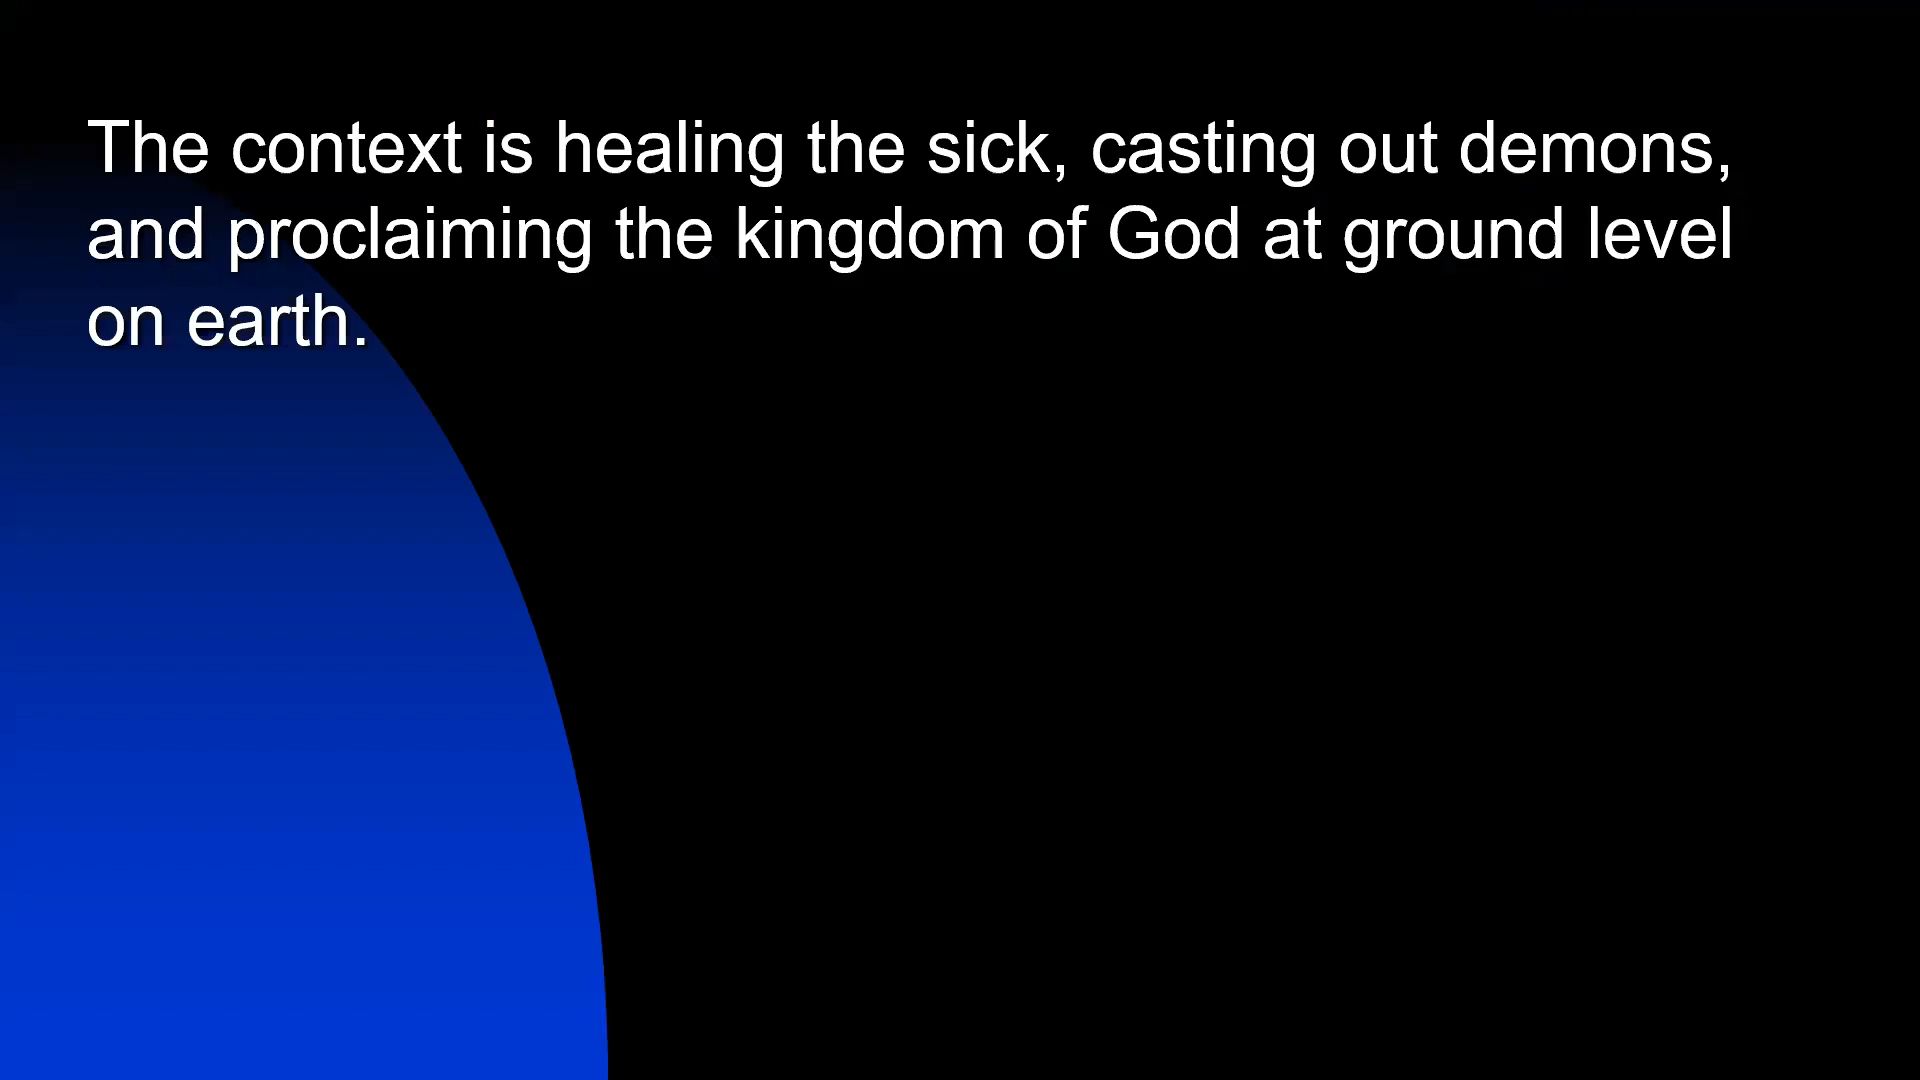 The context is healing the sick, casting out demons,
and proclaiming the kingdom of God at ground level
on earth.